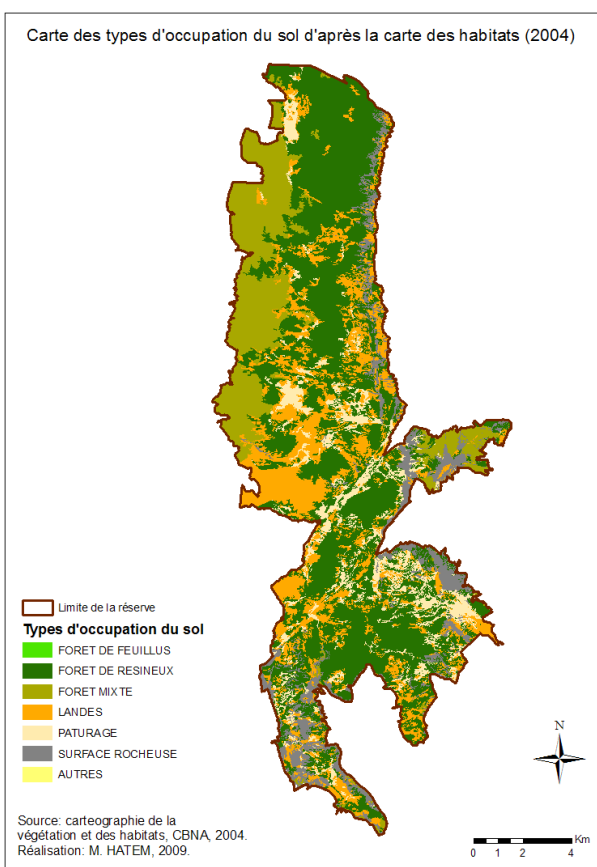 Carte des types d'occupation du sol d'après la carte des habitats (2004)
Limite de la réserve
Types d'occupation du sol
FORET DE FEUILLUS
FORET DE RESINEUX
FORET MIXTE
LANDES
PATURAGE
SURFACE ROCHEUSE
AUTRES
Source: carteographie de la
végétation et des habitats, CBNA, 2004.
Réalisation: M. HATEM, 2009.
N
Km
0 1 2 4